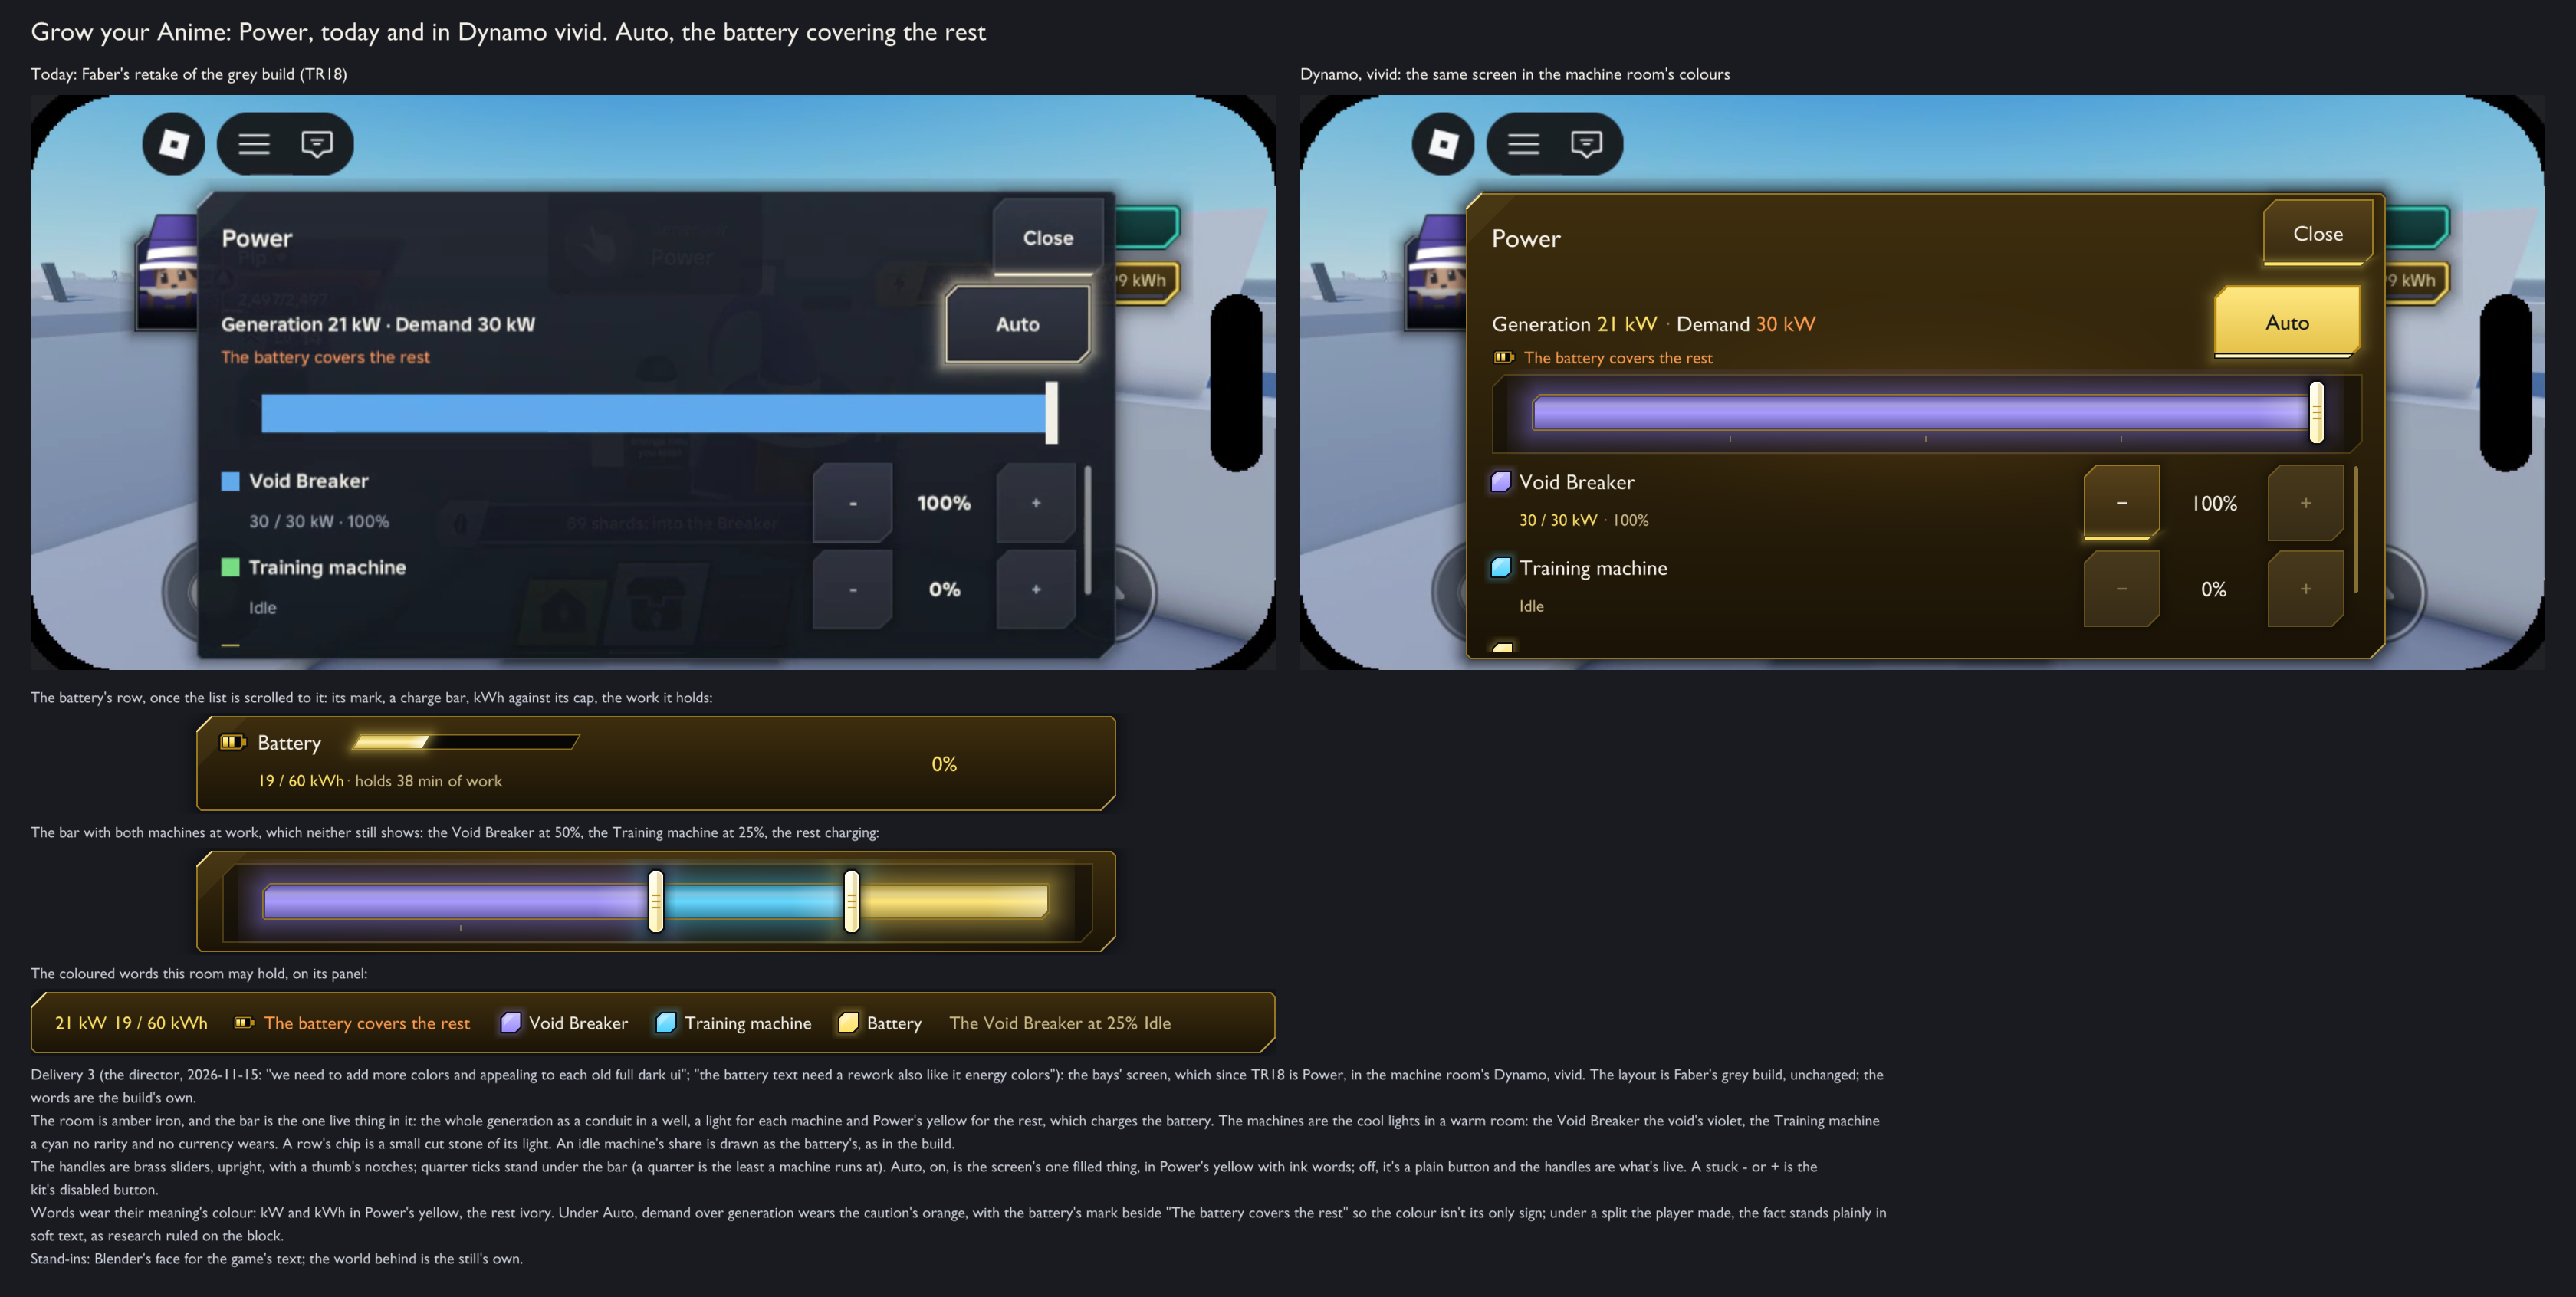 Grow your Anime: Power, today and in Dynamo vivid. Auto, the battery covering the rest
Today: Faber's retake of the grey build (TR18)
Power
Close
Pip
Power
2,497/2,497
9 kWh
Generation 21 kW · Demand 30 kW
Auto
The battery covers the rest
Void Breaker
30 / 30 kW · 100%
-
100%
+
89 shards: into the Breaker
Training machine
Idle
-
0%
+
Dynamo, vivid: the same screen in the machine room's colours
Power
Close
9 kWh
Generation 21 kW · Demand 30 kW
Auto
The battery covers the rest
Void Breaker
30 / 30 kW · 100%
–
100%
+
Training machine
Idle
–
0%
+
The battery's row, once the list is scrolled to it: its mark, a charge bar, kWh against its cap, the work it holds:
Battery
19 / 60 kWh · holds 38 min of work
0%
The bar with both machines at work, which neither still shows: the Void Breaker at 50%, the Training machine at 25%, the rest charging:
The coloured words this room may hold, on its panel:
21 kW 19 / 60 kWh The battery covers the rest Void Breaker Training machine Battery The Void Breaker at 25% Idle
Delivery 3 (the director, 2026-11-15: "we need to add more colors and appealing to each old full dark ui"; "the battery text need a rework also like it energy colors"): the bays' screen, which since TR18 is Power, in the machine room's Dynamo, vivid. The layout is Faber's grey build, unchanged; the
words are the build's own.
The room is amber iron, and the bar is the one live thing in it: the whole generation as a conduit in a well, a light for each machine and Power's yellow for the rest, which charges the battery. The machines are the cool lights in a warm room: the Void Breaker the void's violet, the Training machine
a cyan no rarity and no currency wears. A row's chip is a small cut stone of its light. An idle machine's share is drawn as the battery's, as in the build.
The handles are brass sliders, upright, with a thumb's notches; quarter ticks stand under the bar (a quarter is the least a machine runs at). Auto, on, is the screen's one filled thing, in Power's yellow with ink words; off, it's a plain button and the handles are what's live. A stuck - or + is the
kit's disabled button.
Words wear their meaning's colour: kW and kWh in Power's yellow, the rest ivory. Under Auto, demand over generation wears the caution's orange, with the battery's mark beside "The battery covers the rest" so the colour isn't its only sign; under a split the player made, the fact stands plainly in
soft text, as research ruled on the block.
Stand-ins: Blender's face for the game's text; the world behind is the still's own.